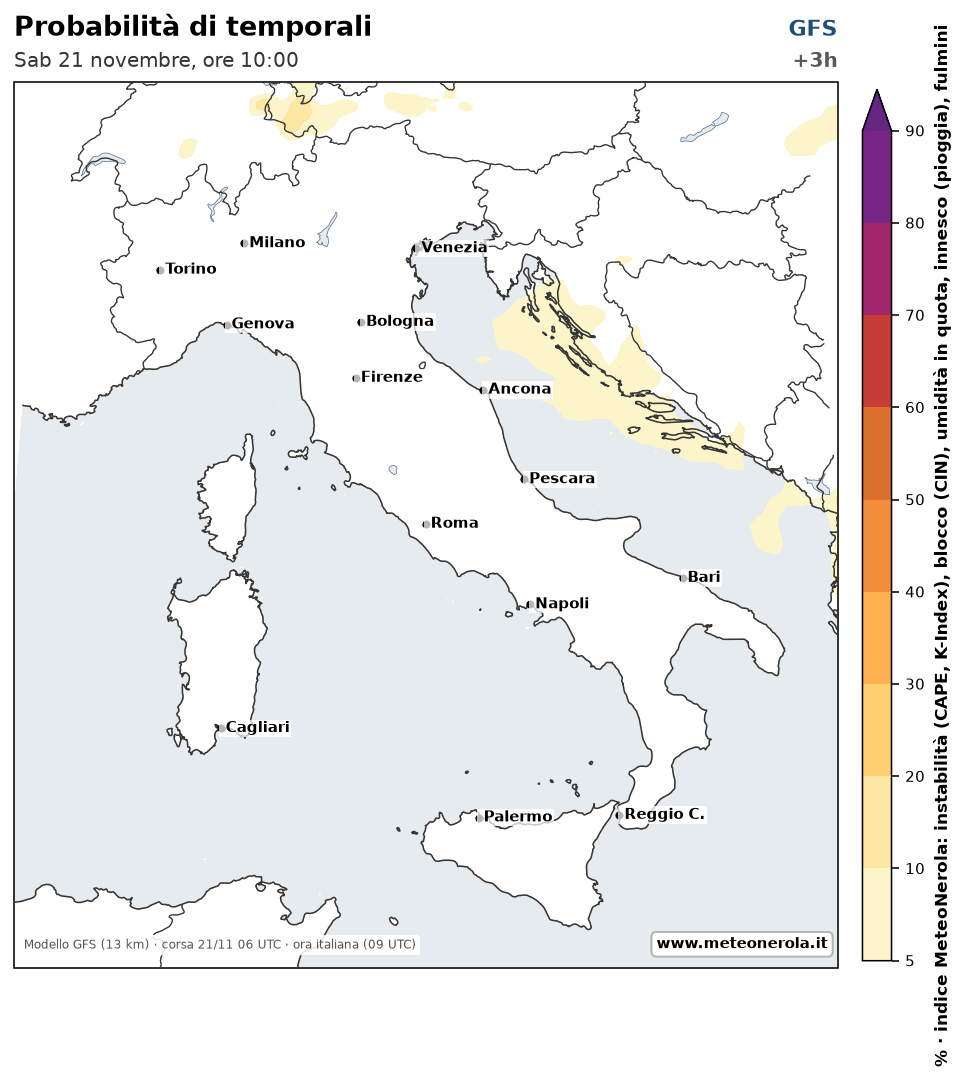 Probabilità di temporali
GFS
Sab 21 novembre, ore 10:00
+3h
Milano
Venezia
Torino
Genova
Bologna
Firenze
Ancona
Pescara
Roma
Bari
Napoli
Cagliari
Palermo
Reggio C.
Modello GFS (13 km) · corsa 21/11 06 UTC · ora italiana (09 UTC)
www.meteonerola.it
90
80
70
60
50
40
30
20
10
5
% · indice MeteoNerola: instabilità (CAPE, K-Index), blocco (CIN), umidità in quota, innesco (pioggia), fulmini